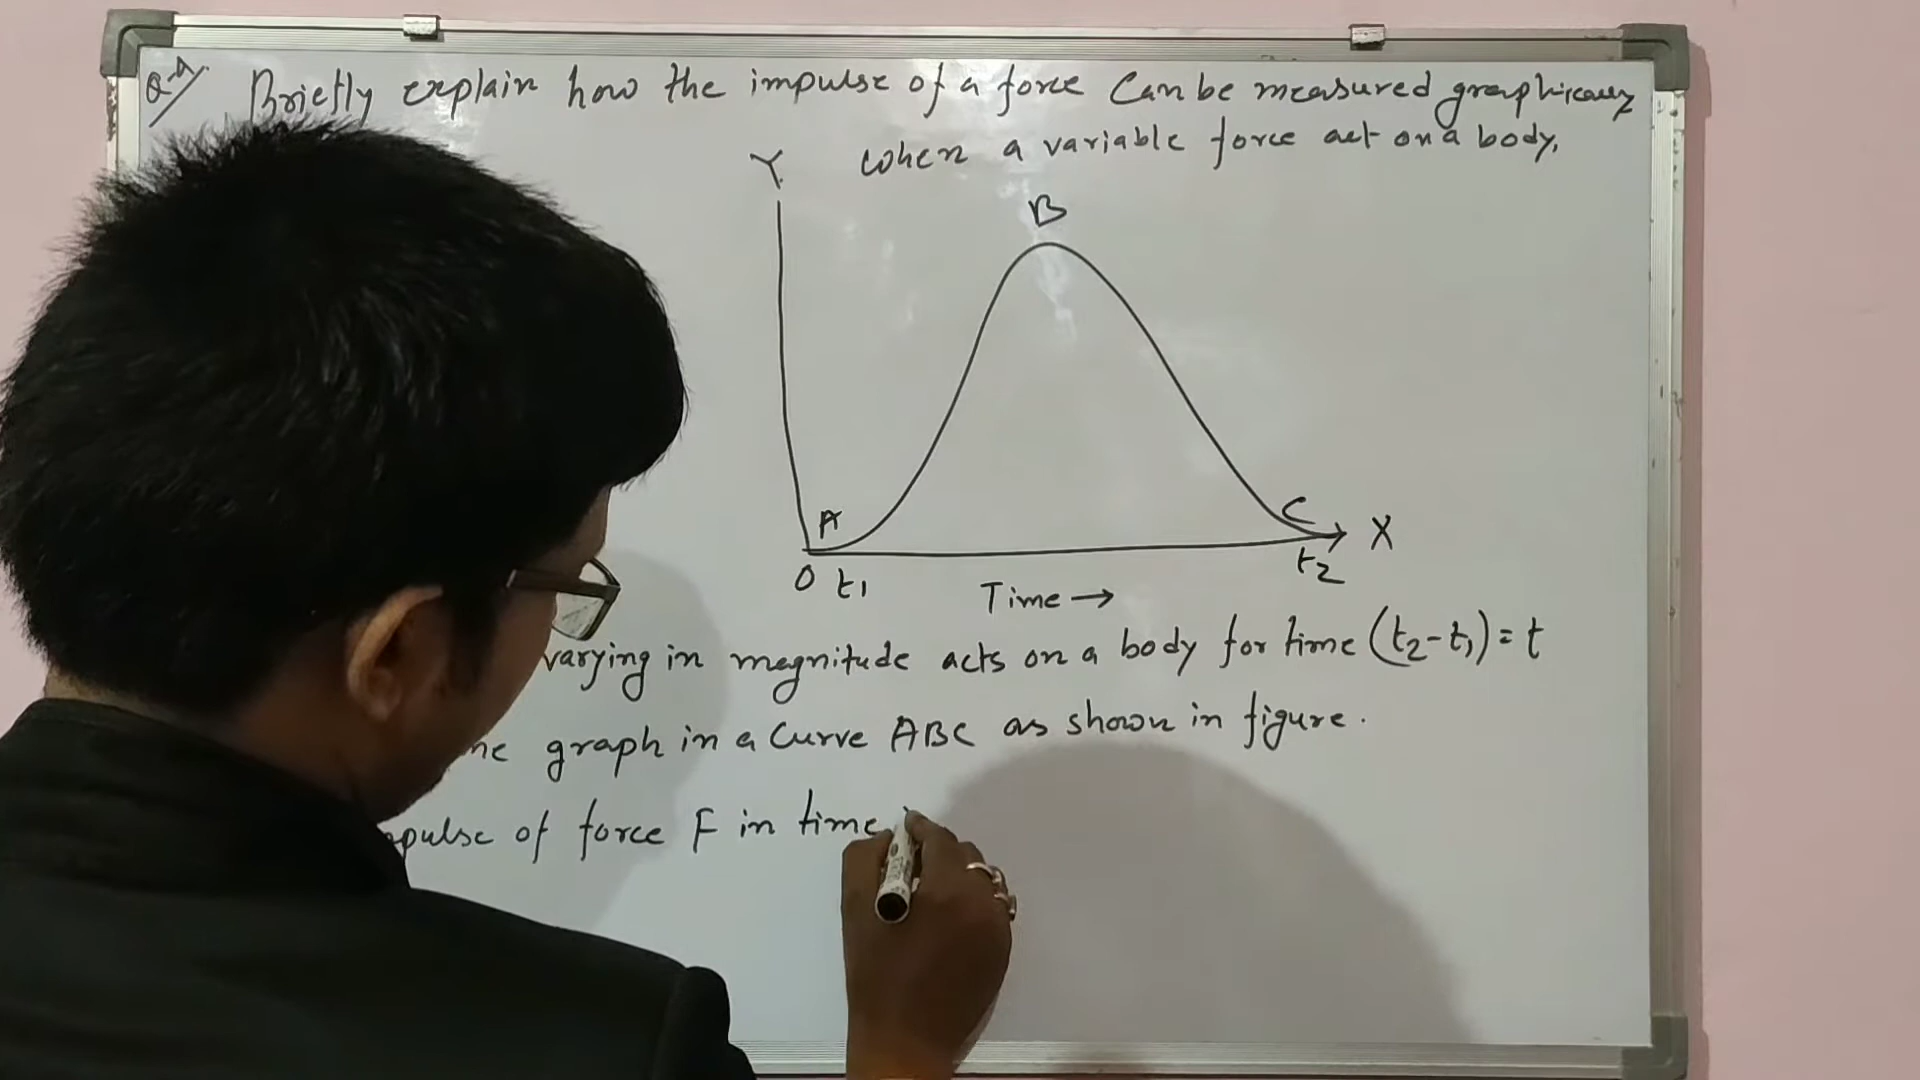 Q-9/. Briefly explain how the impulse of a force can be measured graphically
when a variable force act on a body.
Y
B
A
C
X
O t₁
t₂
Time →
varying in magnitude acts on a body for time (t₂-t₁) = t
graph in a curve ABC as shown in figure.
of force F in time